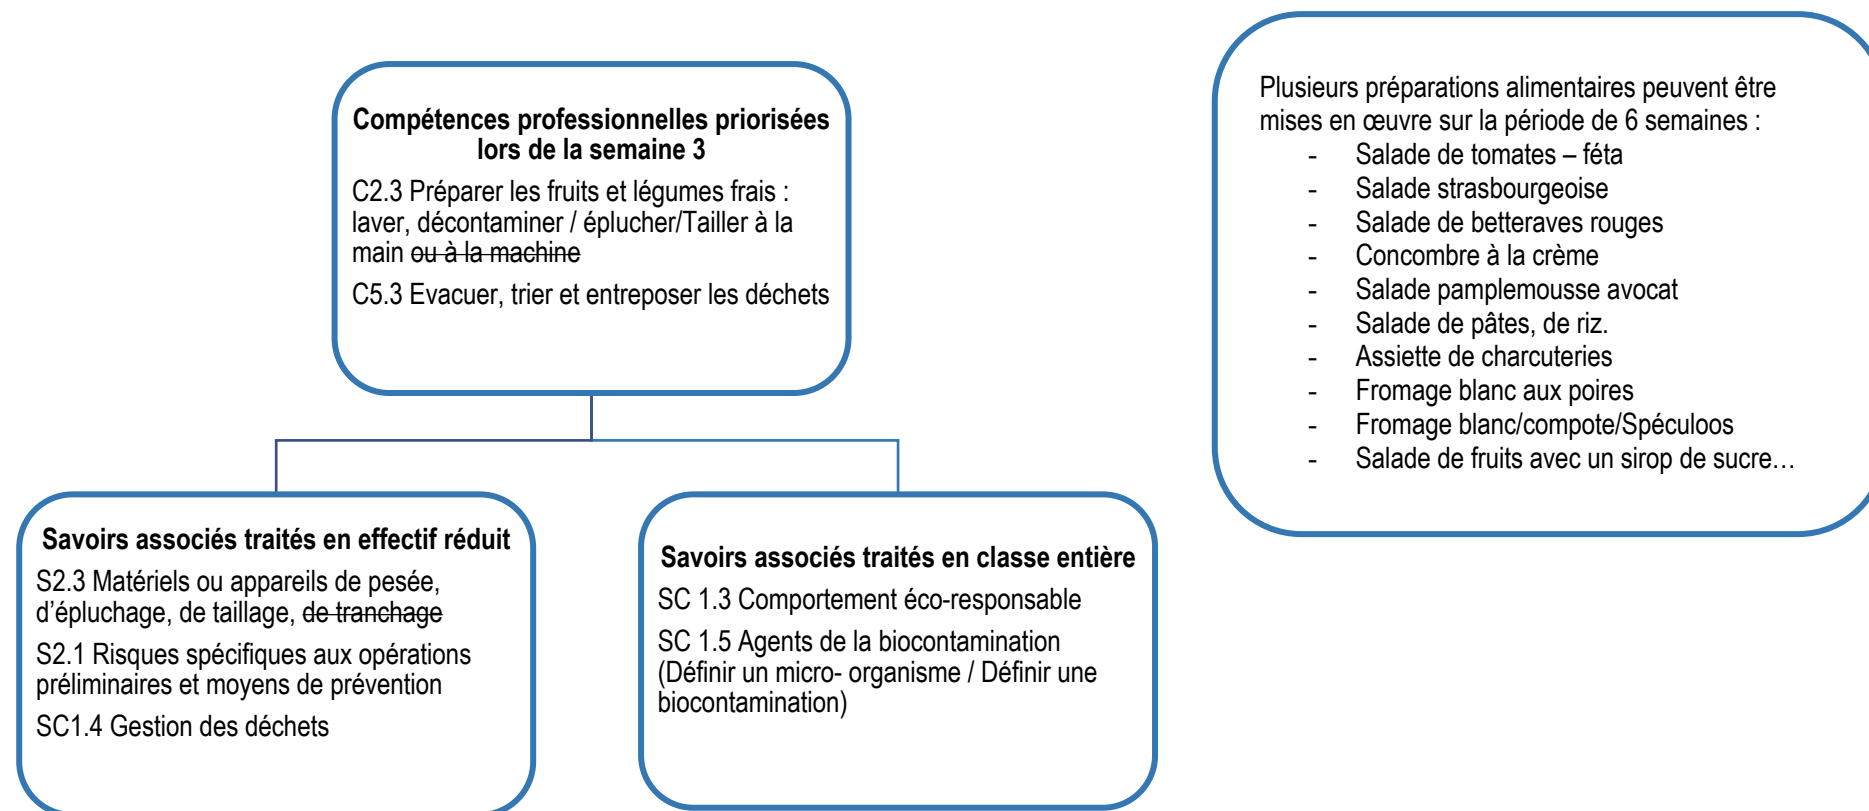 Compétences professionnelles priorisées
lors de la semaine 3
C2.3 Préparer les fruits et légumes frais :
laver, décontaminer / éplucher/Tailler à la
main ou à la machine
C5.3 Evacuer, trier et entreposer les déchets
Plusieurs préparations alimentaires peuvent être
mises en œuvre sur la période de 6 semaines :
- Salade de tomates – féta
- Salade strasbourgeoise
- Salade de betteraves rouges
- Concombre à la crème
- Salade pamplemousse avocat
- Salade de pâtes, de riz.
- Assiette de charcuteries
- Fromage blanc aux poires
- Fromage blanc/compote/Spéculoos
- Salade de fruits avec un sirop de sucre…
Savoirs associés traités en effectif réduit
S2.3 Matériels ou appareils de pesée,
d’épluchage, de taillage, de tranchage
S2.1 Risques spécifiques aux opérations
préliminaires et moyens de prévention
SC1.4 Gestion des déchets
Savoirs associés traités en classe entière
SC 1.3 Comportement éco-responsable
SC 1.5 Agents de la biocontamination
(Définir un micro- organisme / Définir une
biocontamination)